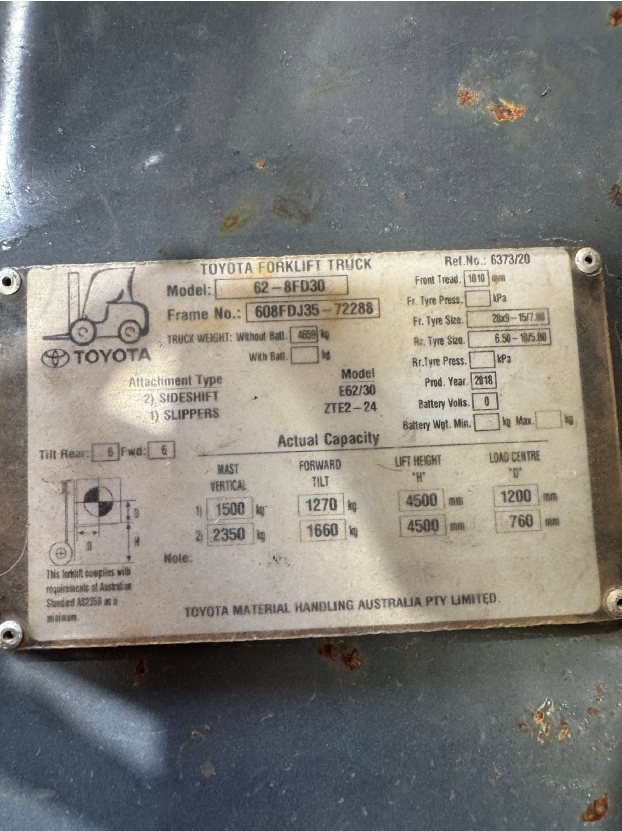 TOYOTA FORKLIFT TRUCK
Ref.No.: 6373/20
Model: 62-8FD30
Frame No.: 608FDJ35-72288
TRUCK WEIGHT: Without Batt. 4659 kg
With Batt. kg
TOYOTA
Front Tread. 1010 mm
Fr. Tyre Press. kPa
Fr. Tyre Size. 28x9-15/7.00
Rr. Tyre Size. 6.50-10/5.00
Rr.Tyre Press. kPa
Prod. Year. 2018
Battery Volts. 0
Battery Wgt. Min. kg Max. kg
Attachment Type Model
2) SIDESHIFT E62/30
1) SLIPPERS ZTE2-24
Actual Capacity
Tilt Rear: 6 Fwd: 6
MAST VERTICAL FORWARD TILT LIFT HEIGHT "H" LOAD CENTRE "D"
1) 1500 kg 1270 kg 4500 mm 1200 mm
2) 2350 kg 1660 kg 4500 mm 760 mm
D
D H
Note:
This forklift complies with
requirements of Australian
Standard AS2359 as a
minimum.
TOYOTA MATERIAL HANDLING AUSTRALIA PTY LIMITED.